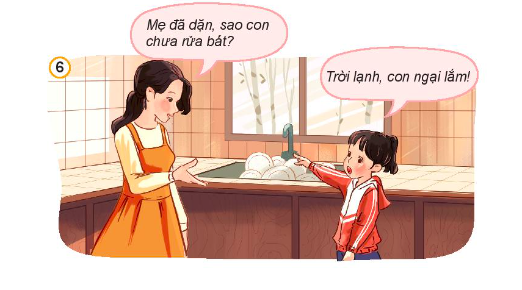 Mẹ đã dặn, sao con
chưa rửa bát?
6
Trời lạnh, con ngại lắm!